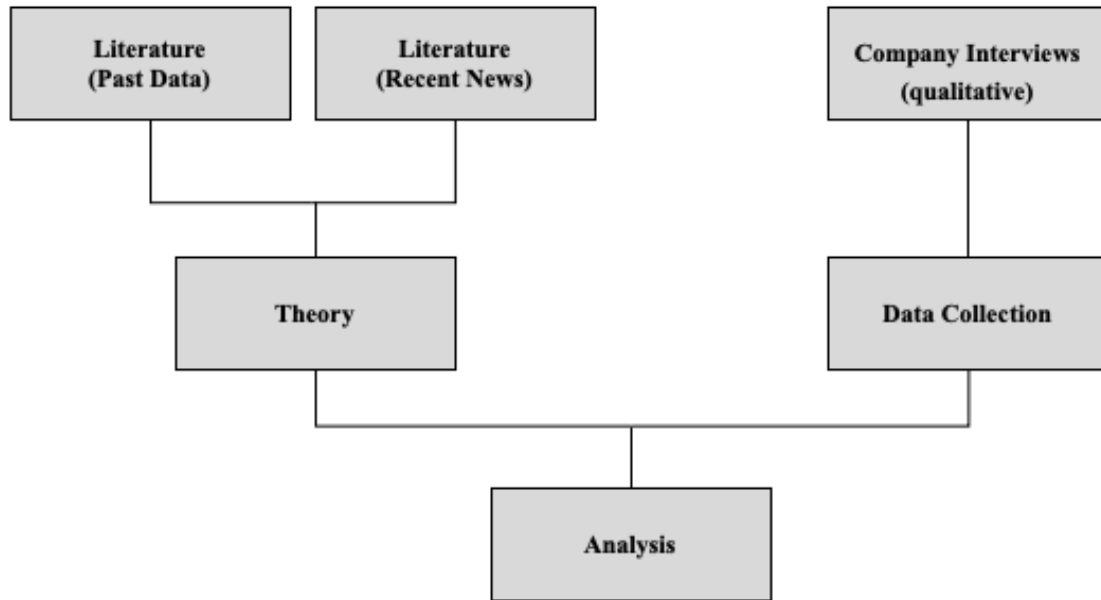 Literature
(Past Data)
Literature
(Recent News)
Company Interviews
(qualitative)
Theory
Data Collection
Analysis